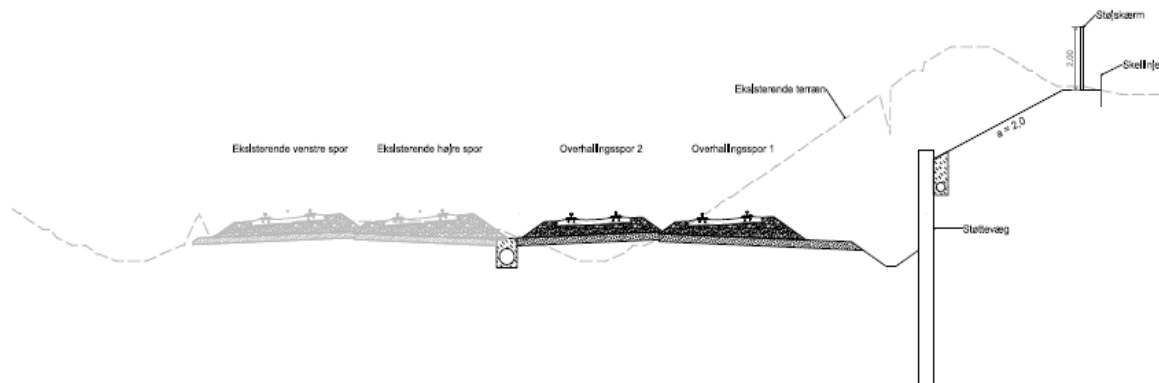 Støjskærm
2,00
Skellinje
Eksisterende terræn
a = 2,0
Eksisterende venstre spor
Eksisterende højre spor
Overhalingsspor 2
Overhalingsspor 1
Støttevæg